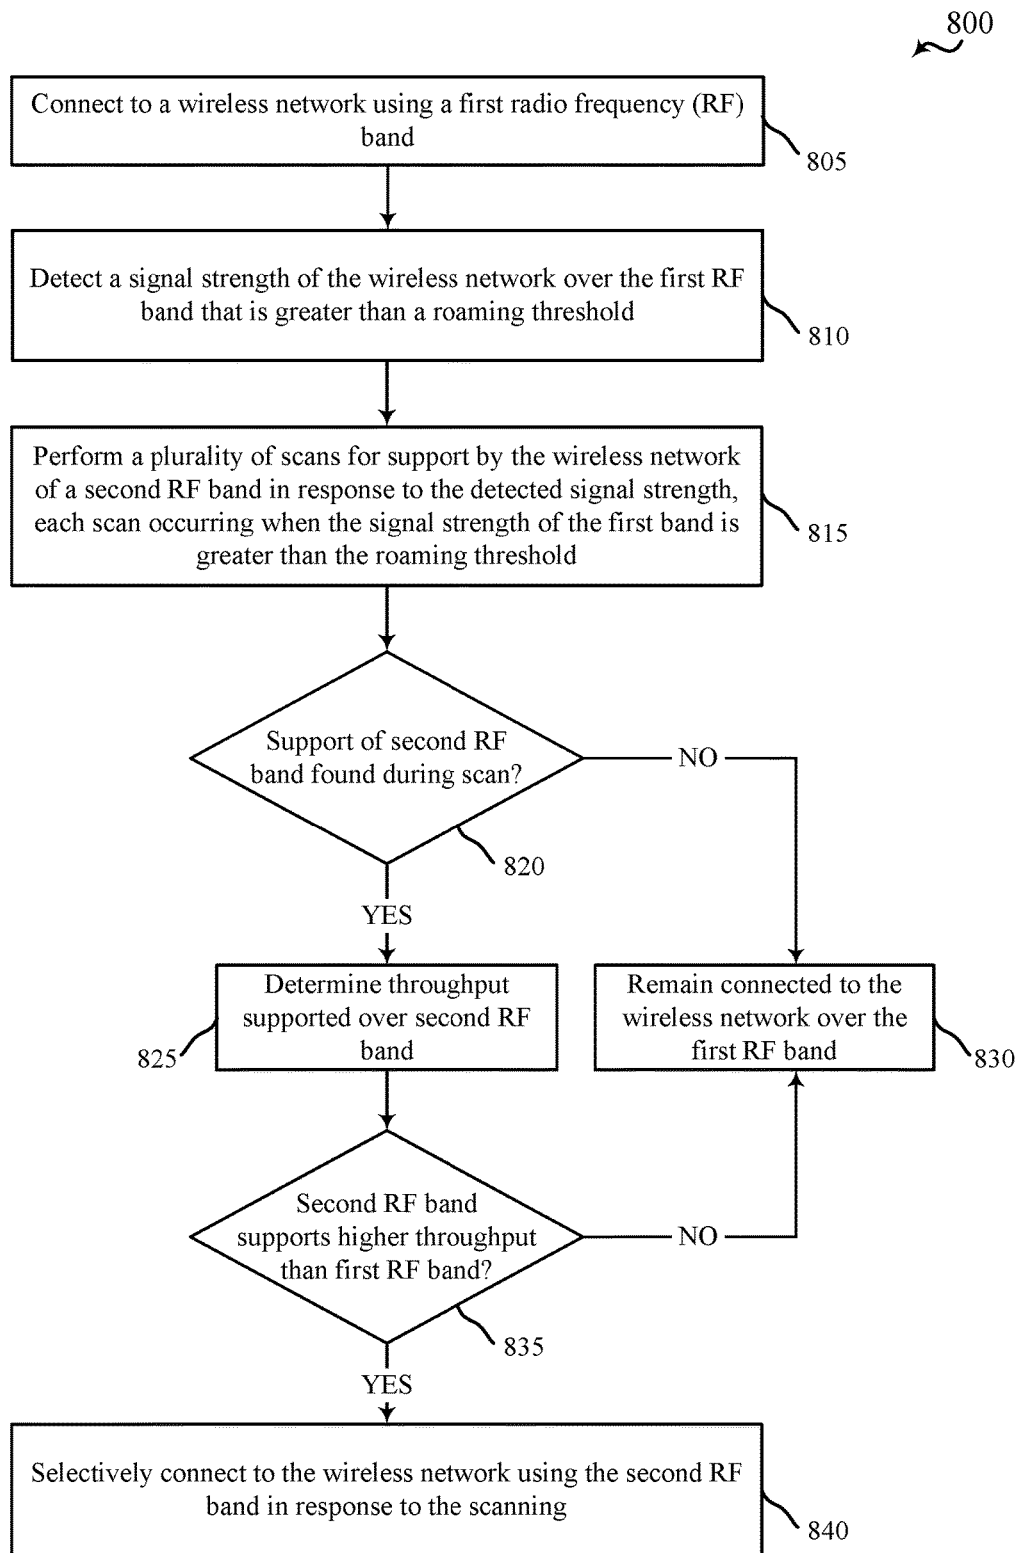 800
Connect to a wireless network using a first radio frequency (RF)
band
805
Detect a signal strength of the wireless network over the first RF
band that is greater than a roaming threshold
810
Perform a plurality of scans for support by the wireless network
of a second RF band in response to the detected signal strength,
each scan occurring when the signal strength of the first band is
greater than the roaming threshold
815
Support of second RF
band found during scan?
NO
820
YES
Determine throughput
supported over second RF
band
825
Remain connected to the
wireless network over the
first RF band
830
Second RF band
supports higher throughput
than first RF band?
NO
835
YES
Selectively connect to the wireless network using the second RF
band in response to the scanning
840